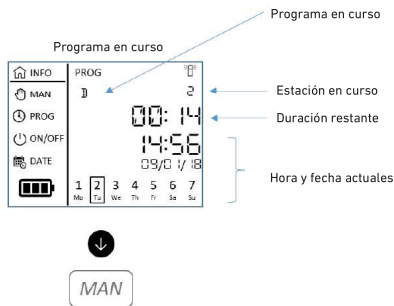 Programa en curso
Programa en curso
INFO PROG
MAN D 2
Estación en curso
PROG 00:14
Duración restante
ON/OFF 14:56
DATE 09/01/18
Hora y fecha actuales
1 2 3 4 5 6 7
Mo Tu We Th Fr Sa Su
MAN